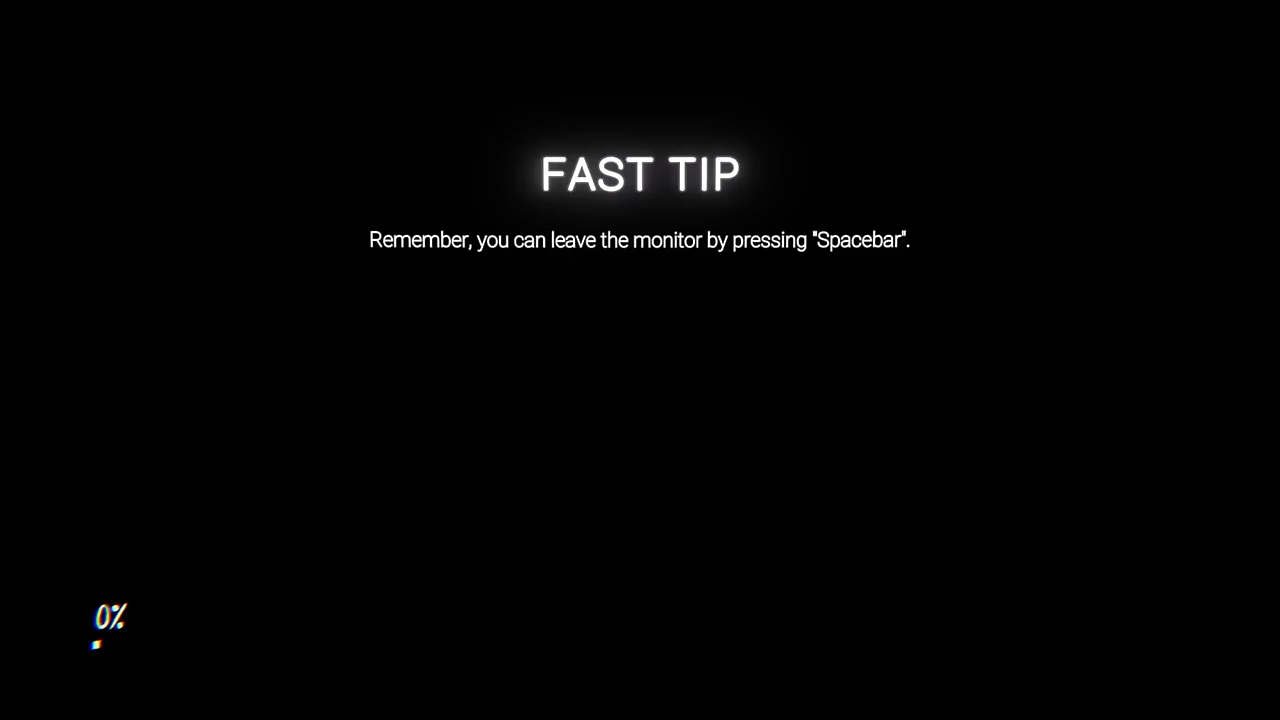 FAST TIP
Remember, you can leave the monitor by pressing "Spacebar".
0%